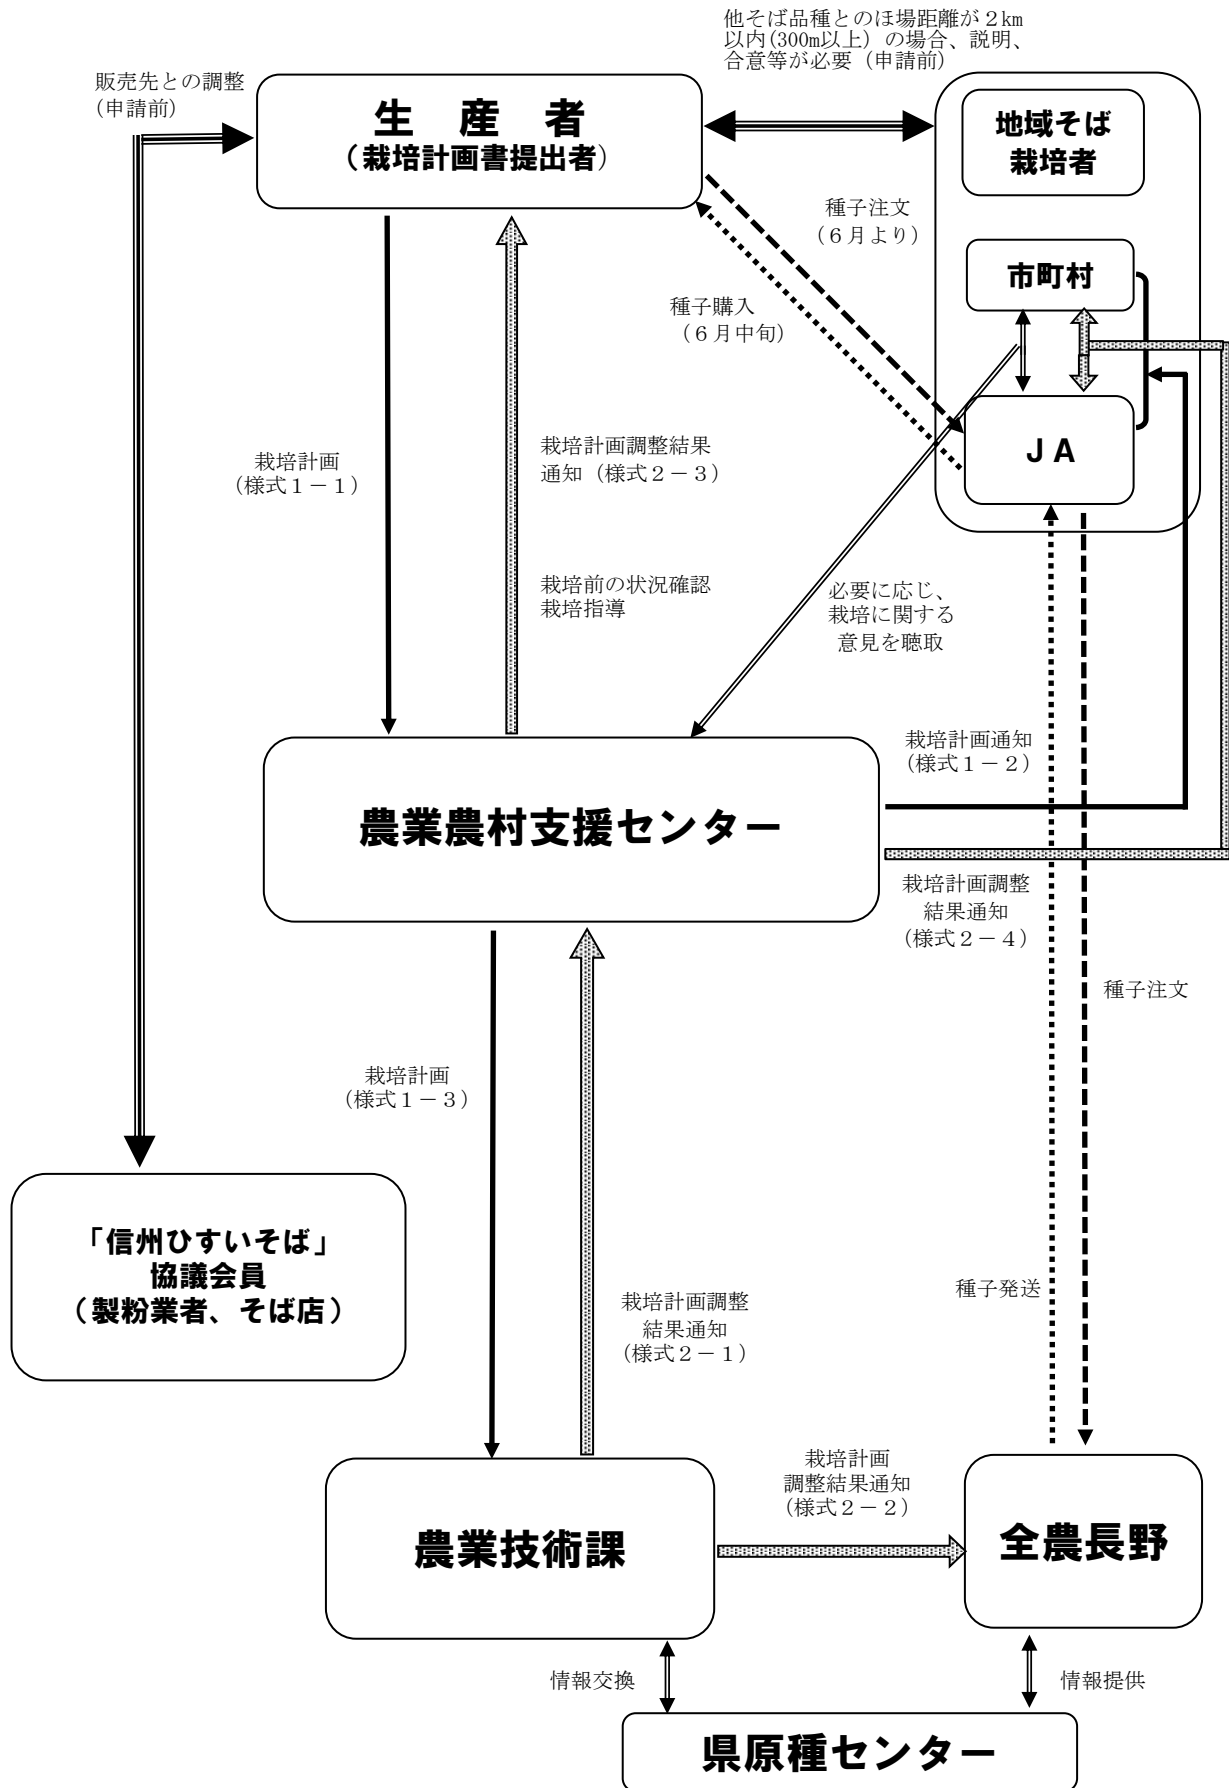 他そば品種とのほ場距離が２km
以内(300m以上）の場合、説明、
合意等が必要（申請前）
販売先との調整
（申請前）
生　産　者
（栽培計画書提出者）
地域そば
栽培者
種子注文
（６月より）
市町村
種子購入
（６月中旬）
ＪＡ
栽培計画
（様式１－１）
栽培計画調整結果
通知（様式２－３）
栽培前の状況確認
栽培指導
必要に応じ、
栽培に関する
意見を聴取
栽培計画通知
（様式１－２）
農業農村支援センター
栽培計画調整
結果通知
（様式２－４）
種子注文
栽培計画
（様式１－３）
「信州ひすいそば」
協議会員
（製粉業者、そば店）
種子発送
栽培計画調整
結果通知
（様式２－１）
栽培計画
調整結果通知
（様式２－２）
農業技術課
全農長野
情報交換
情報提供
県原種センター